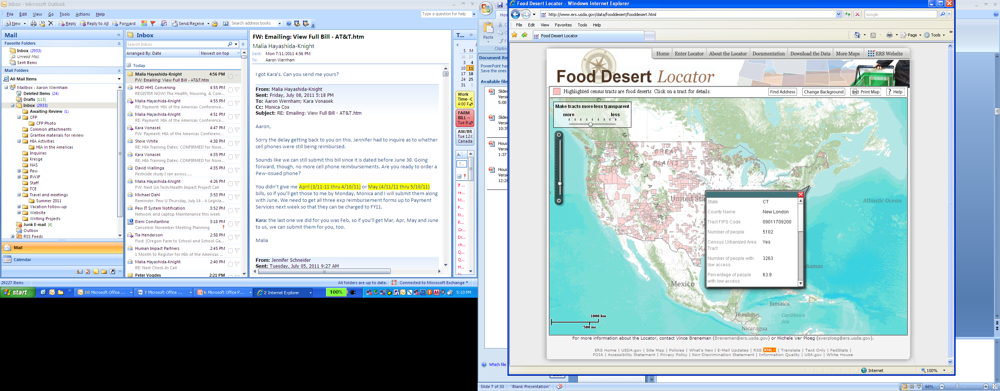 Inbox - Microsoft Outlook
File Edit View Go Tools Actions Help
Type a question for help
New Reply Reply to All Forward Send/Receive Search address books
Mail
Favorite Folders
Inbox (2933)
Unread Mail
Sent Items
Mail Folders
All Mail Items
Mailbox - Aaron Wernham
Deleted Items (24)
Drafts [115]
Inbox (2933)
Awaiting Review (1)
CFP
CFP Photo
Common attachments
Grantee materials for review
HIA Activities
HIA in the Americas
Inquiries
Kresge
NAS
Pew
RWJF
Staff
TCE
Travel and meetings
Summer 2011
Vacation follow-up
Website
Writing Projects
Junk E-mail [4]
Outbox
RSS Feeds
Mail
Calendar
29227 Items
Inbox
Search Inbox
Arranged By: Date Newest on top
Today
Malia Hayashida-Knight 4:56 PM
FW: Emailing: View Full Bill - AT&T.htm
HUD HHS Convening 4:55 PM
REGISTER NOW! The Health, Housing, & Com...
Malia Hayashida-Knight 4:55 PM
RE: Payment: HIA of the Americas Conference...
Malia Hayashida-Knight 4:51 PM
RE: Payment: HIA of the Americas Conference...
Kara Vonasek 4:47 PM
FW: Payment: HIA of the Americas Conferenc...
Steve White 4:38 PM
RE: HIA Training Dates: CONFIRMED for Nove...
Kara Vonasek 4:35 PM
RE: HIA Training Dates: CONFIRMED for Nove...
David Wallinga 4:35 PM
Pesticide study I ran across.....
Malia Hayashida-Knight 4:26 PM
FW: Next GA Tech/Health Impact Project Call
Michael Dahl 3:53 PM
Reminder: Pew U Thursday, July 14 - A Legisla...
Pew IT System Notification 3:52 PM
Network and Laptop Maintenance this week
Eleni Constantine 3:18 PM
Canceled: November Meeting Planning
Tia Henderson 2:58 PM
Fwd: [Oregon Farm to School and School Ga...
Human Impact Partners 2:45 PM
1 Month to Register for HIA of the Americas ...
Malia Hayashida-Knight 2:40 PM
RE: Next Check-In Call
Peter Vogdes 2:21 PM
FW: Emailing: View Full Bill - AT&T.htm
Malia Hayashida-Knight
Sent: Mon 7/11/2011 4:56 PM
To: Aaron Wernham
I got Kara's. Can you send me yours?
From: Malia Hayashida-Knight
Sent: Friday, July 08, 2011 5:18 PM
To: Aaron Wernham; Kara Vonasek
Cc: Monica Cox
Subject: RE: Emailing: View Full Bill - AT&T.htm
Aaron,
Sorry the delay getting back to you on this. Jennifer had to inquire as to whether
cell phones were still being reimbursed.
Sounds like we can still submit this bill since it is dated before June 30. Going
forward, though, no more cell phone reimbursements. Are you ready to order a
Pew-issued phone?
You didn't give me April (3/11-11 thru 4/10/11) or May (4/11/11 thru 5/10/11)
bills, so if you'll get those to me by Monday, Monica and I will submit them along
with June. We need to get all three exp reimbursement forms up to Payment
Services next week so that they can be charged to FY11.
Kara: the last one we did for you was Feb, so if you'll get Mar, Apr, May and June
to us, we can submit them for you, too.
Malia
From: Jennifer Schneider
Sent: Tuesday, July 05, 2011 9:27 AM
All folders are up to date. Connected to Microsoft Exchange
T...
S M
26 27
3 4
10 11
17 18
24 25
31 1
Work
Time--C
4:00 F
FARM
BILL --
Tue 9:
AW/BR
Tue 12:0
Canada
A.
T...
If ...
re...
M...
F...
N...
R...
Gr...
Dr...
ch...
Q...
Q...
H...
start
10 Microsoft Office ...
7 Microsoft Office ...
6 Microsoft Office P...
2 Internet Explorer
100%
5:10 PM
Hom
Paste
Clipbo
Document Re
PowerPoint has
Save the ones
Available file
Slides
Versio
5:08
Slides
Versio
10:39
Hous
Versio
1:37
Hous
Versio
12:26
Which file
Slide 7 of 33 "Blank Presentation"
66%
Food Desert Locator - Windows Internet Explorer
http://www.ers.usda.gov/data/fooddesert/fooddesert.html
Google
File Edit View Favorites Tools Help
Food Desert Locator
Page Tools
Home Enter Locator About the Locator Documentation Download the Data More Maps ERS Website
Food Desert Locator
Highlighted census tracts are food deserts. Click on a tract for details.
Find Address Change Background Print Map ? Help
Make tracts more/less transparent
more less
GREAT
PLAINS
United Sta
Mexico
Atlantic Ocean
hamas
Jamaica
Honduras
Caribbean
Sea
Nicaragua
State CT
County Name New London
Tract FIPS Code 09011709200
Number of people 5102
Census Urbanized Area Yes
Tract
Number of people with 3263
low access
Percentage of people 63.9
with low access
1000 km
500 mi
For more information about the Locator, contact Vince Breneman (Breneman@ers.usda.gov) or Michele Ver Ploeg (sverploeg@ers.usda.gov).
ERS Home | USDA.gov | Site Map | Policies | What's New | E-Mail Updates | RSS XML | Translate | Text Only | FedStats |
FOIA | Accessibility Statement | Privacy Policy | Non-Discrimination Statement | Information Quality | USA.gov | White House
Internet 100%